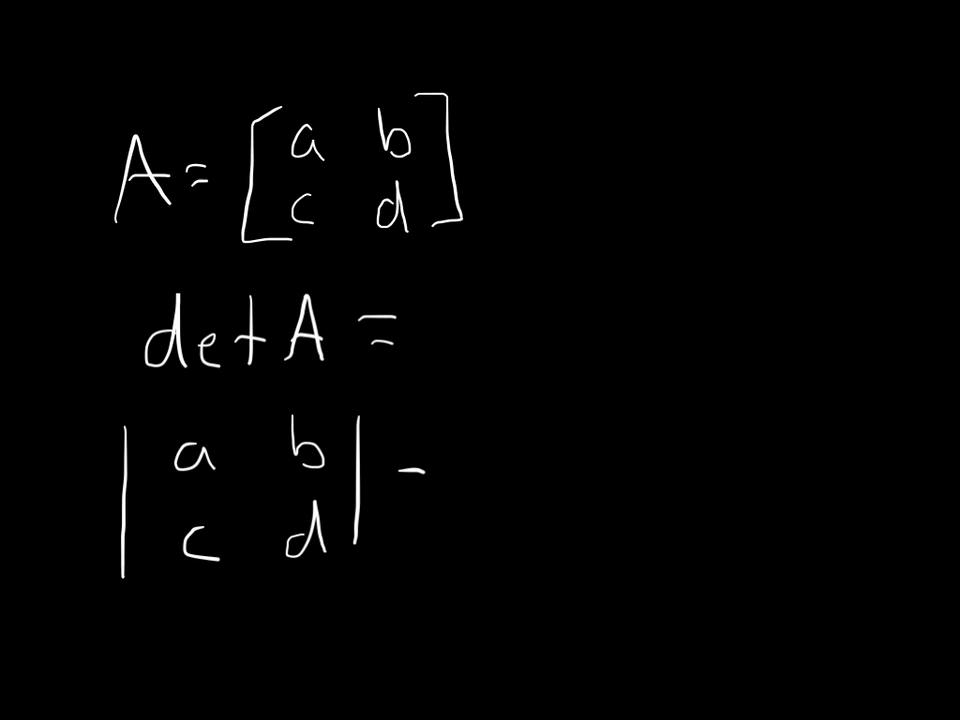 A = [a b
c d]
det A =
|a b
c d| -